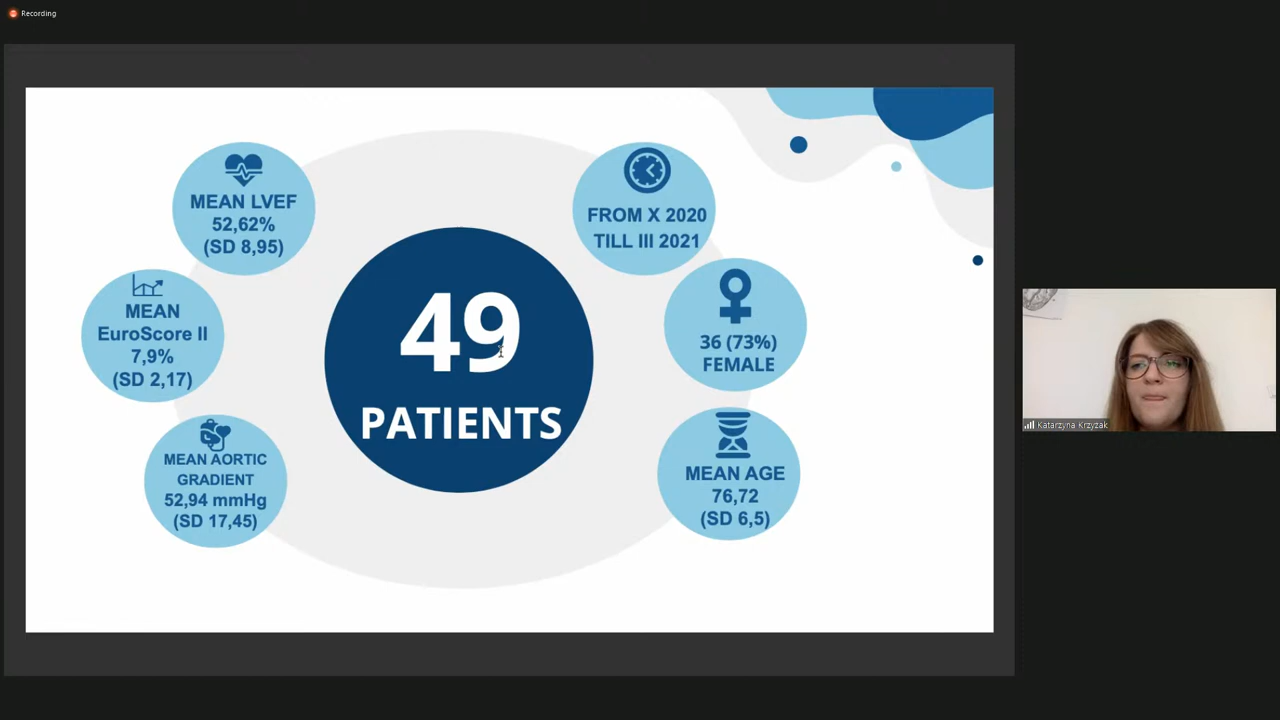 Recording
MEAN LVEF
52,62%
(SD 8,95)
MEAN
EuroScore II
7,9%
(SD 2,17)
MEAN AORTIC
GRADIENT
52,94 mmHg
(SD 17,45)
49
PATIENTS
FROM X 2020
TILL III 2021
36 (73%)
FEMALE
MEAN AGE
76,72
(SD 6,5)
Katarzyna Krzyżak